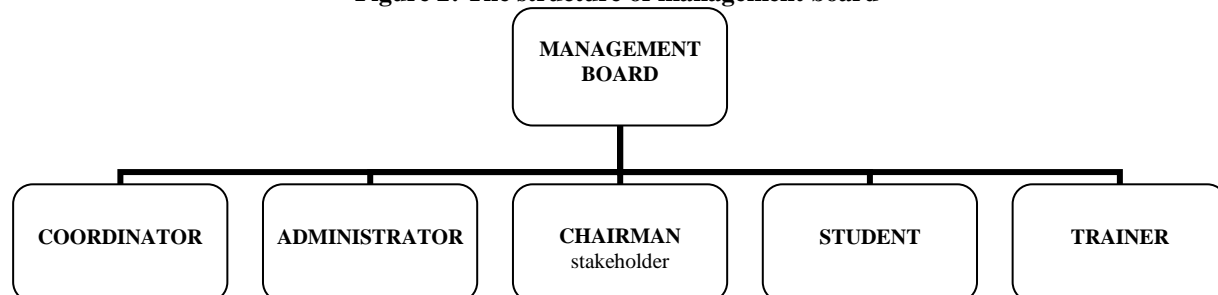 Figure 2: The structure of management board
MANAGEMENT
BOARD
COORDINATOR
ADMINISTRATOR
CHAIRMAN
stakeholder
STUDENT
TRAINER